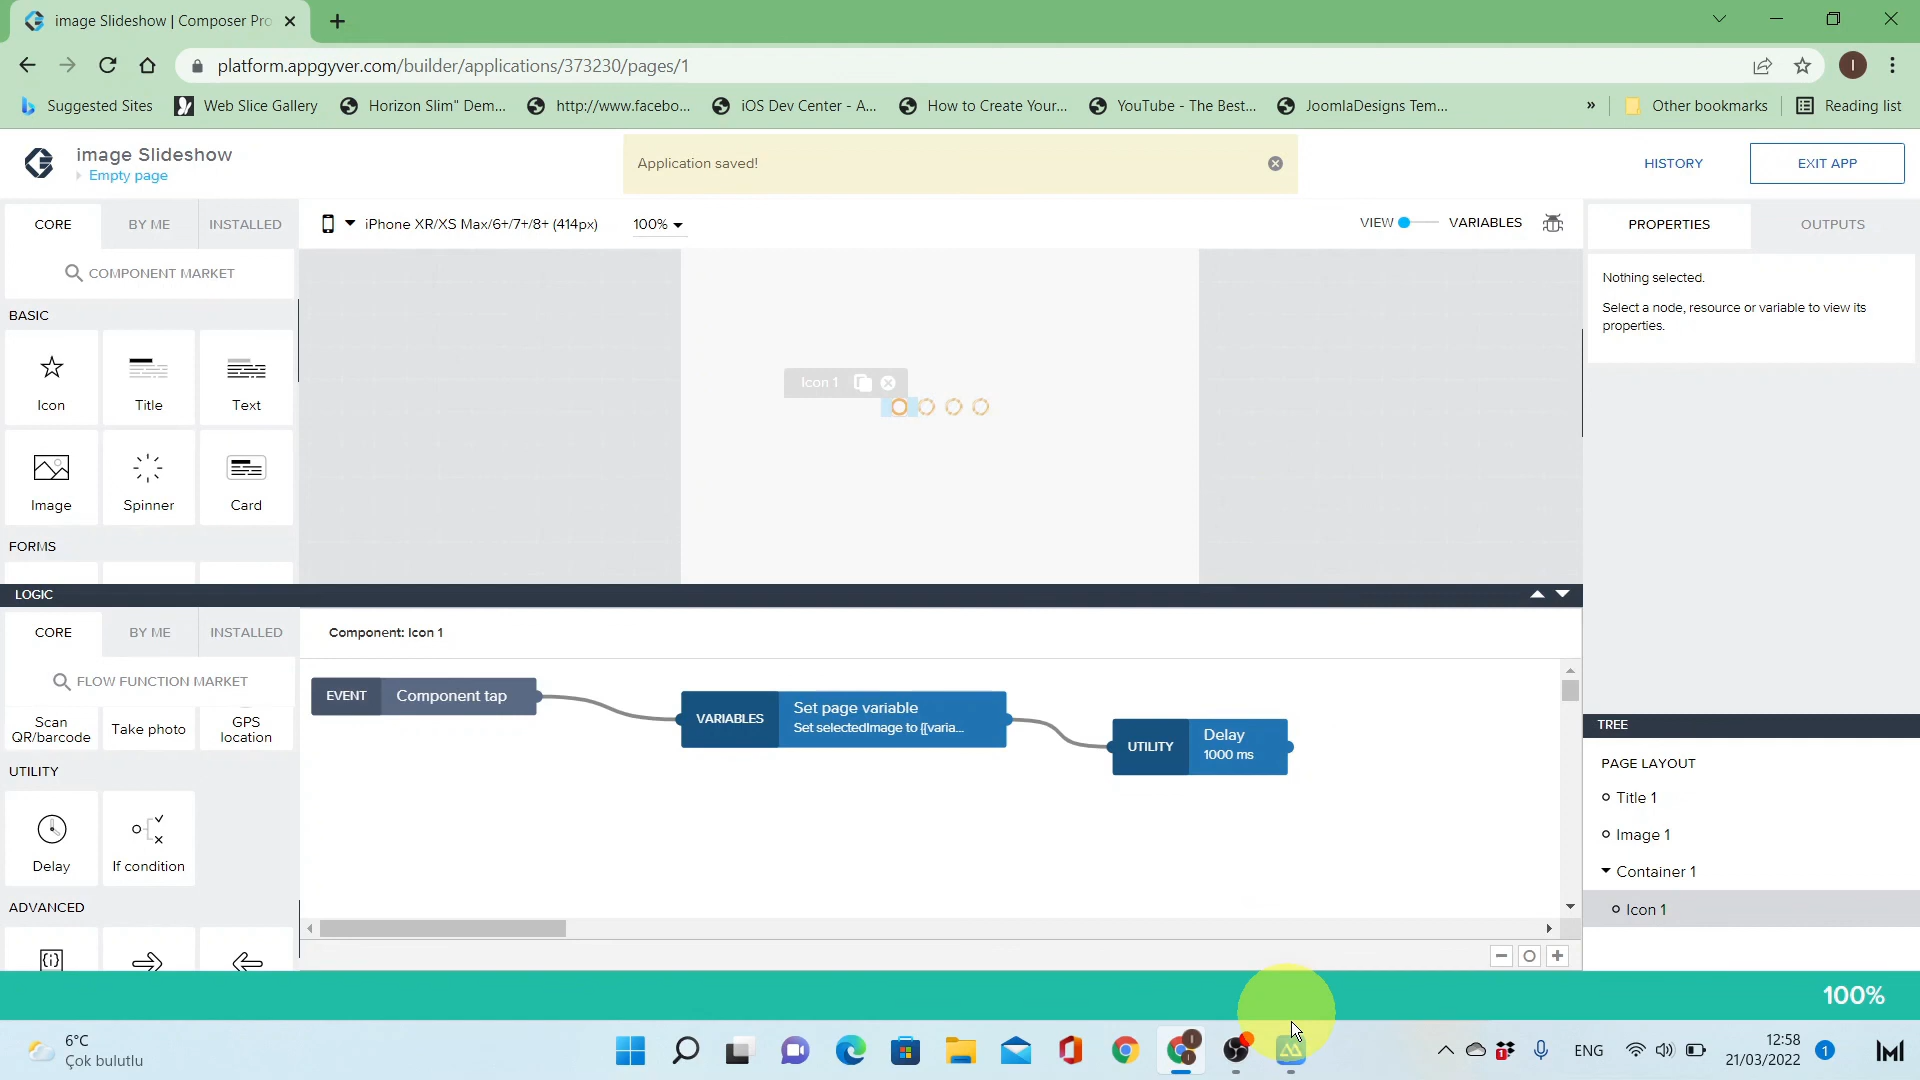 image Slideshow | Composer Pro
platform.appgyver.com/builder/applications/373230/pages/1
I
Suggested Sites
Web Slice Gallery
Horizon Slim" Dem...
http://www.facebo...
iOS Dev Center - A...
How to Create Your...
YouTube - The Best...
JoomlaDesigns Tem...
»
Other bookmarks
Reading list
image Slideshow
Empty page
Application saved!
HISTORY
EXIT APP
CORE
BY ME
INSTALLED
iPhone XR/XS Max/6+/7+/8+ (414px)
100%
VIEW
VARIABLES
PROPERTIES
OUTPUTS
COMPONENT MARKET
Nothing selected.
Select a node, resource or variable to view its
properties.
BASIC
Icon
Title
Text
Icon 1
Image
Spinner
Card
FORMS
LOGIC
CORE
BY ME
INSTALLED
Component: Icon 1
FLOW FUNCTION MARKET
EVENT
Component tap
VARIABLES
Set page variable
Set selectedImage to {{varia...
UTILITY
Delay
1000 ms
Scan
QR/barcode
Take photo
GPS
location
UTILITY
Delay
If condition
ADVANCED
TREE
PAGE LAYOUT
Title 1
Image 1
Container 1
Icon 1
100%
6°C
Çok bulutlu
ENG
12:58
21/03/2022
1